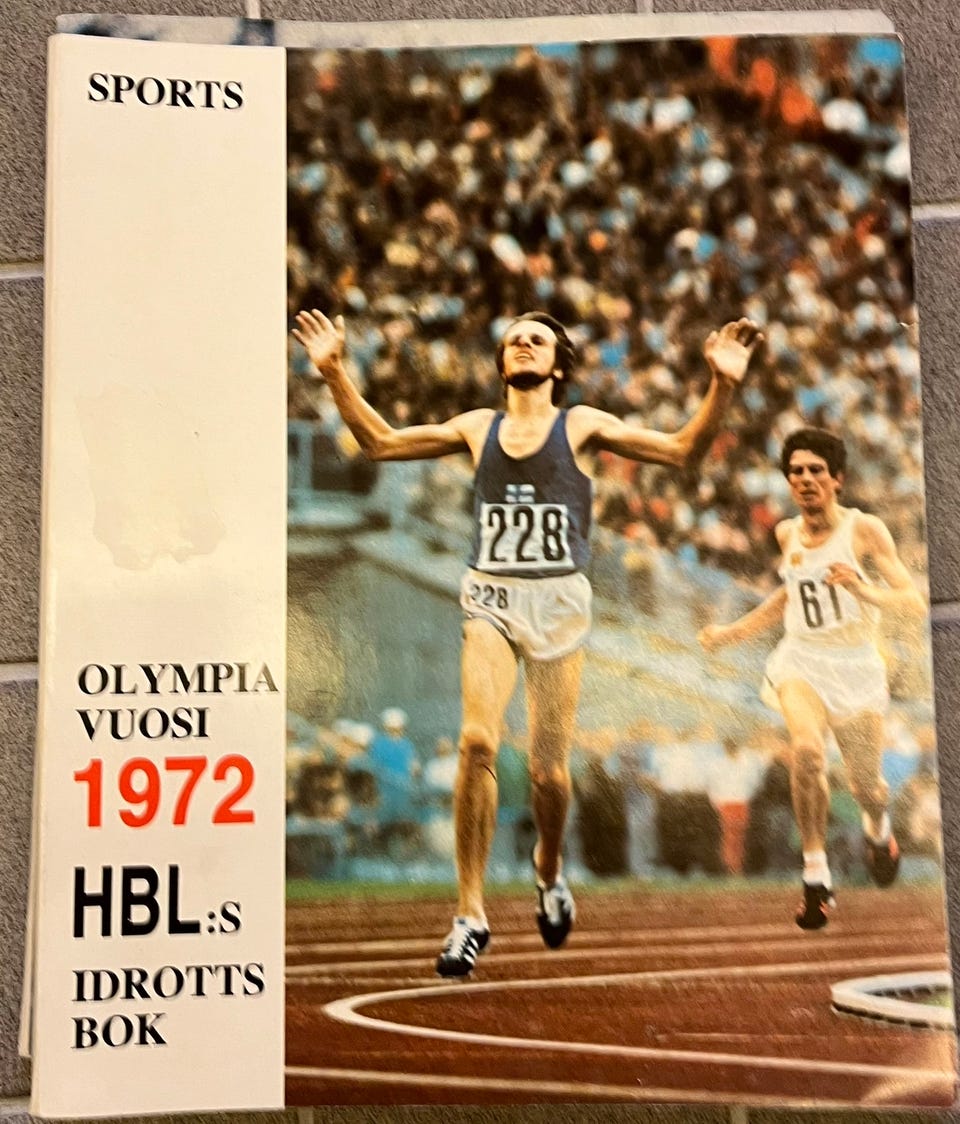 SPORTS
OLYMPIA
VUOSI
1972
HBL:S
IDROTTS
BOK
228
228
61